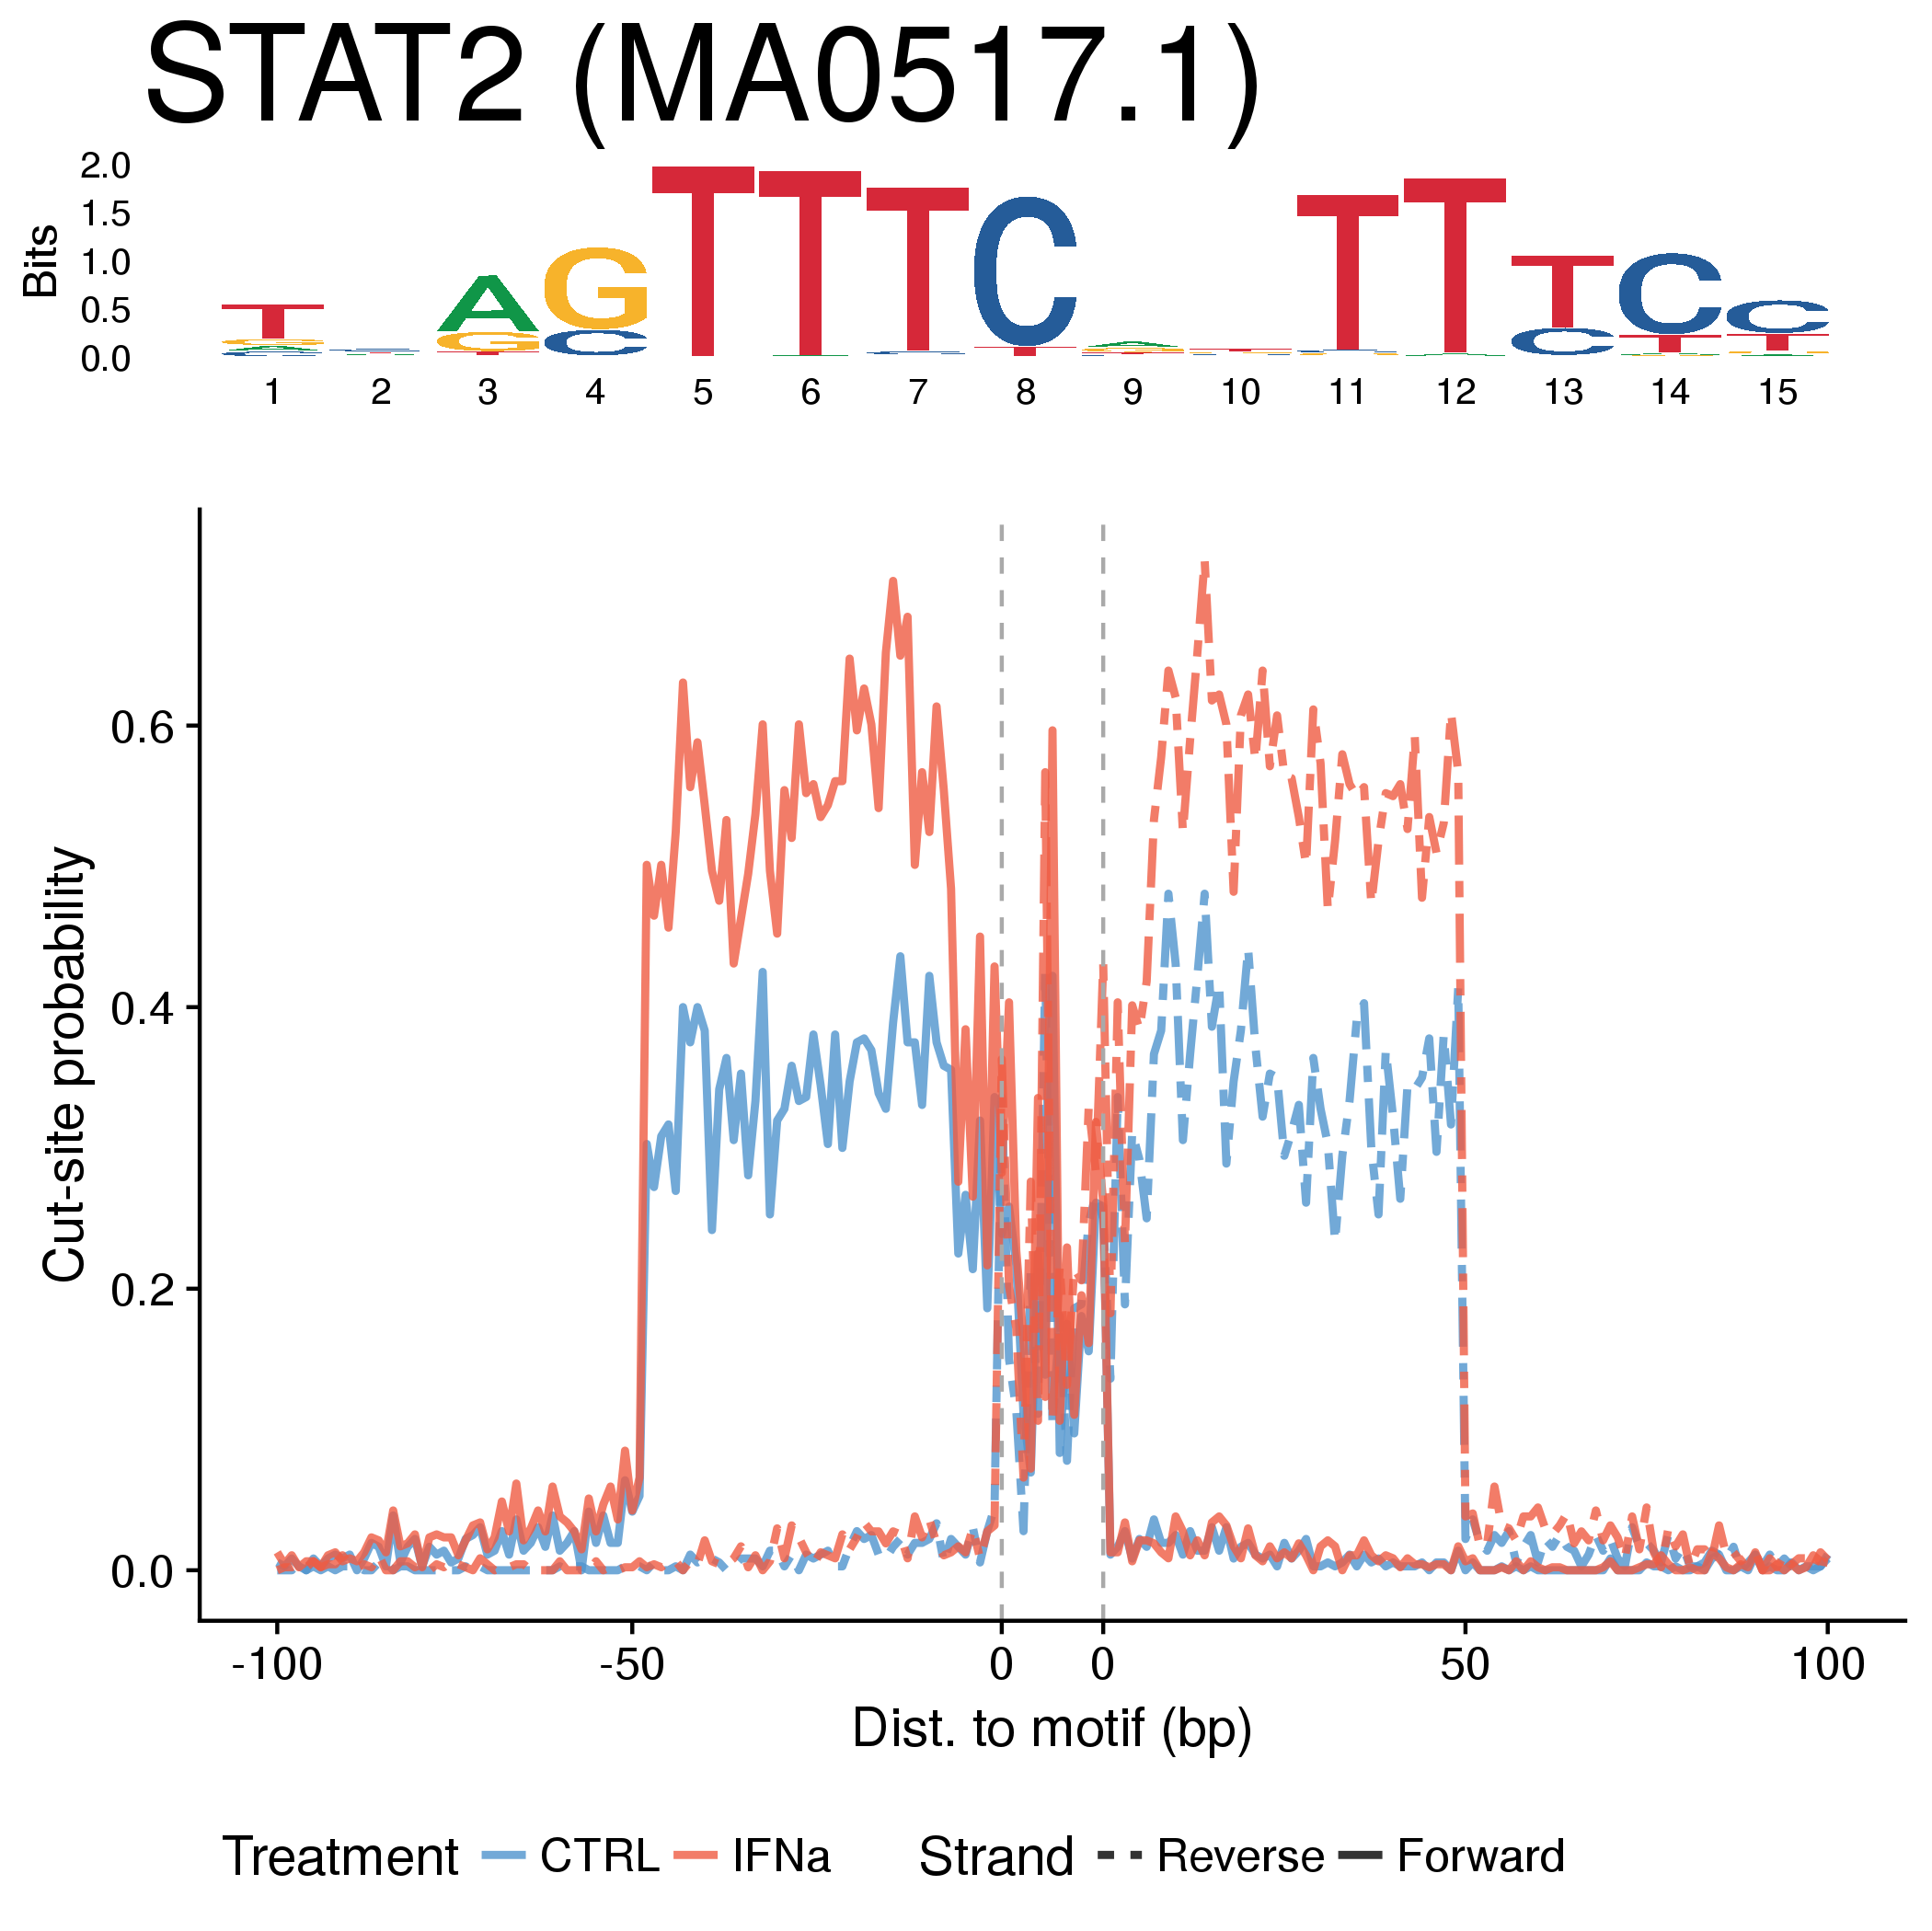 STAT2 (MA0517.1)
Bits
2.0
1.5
1.0
0.5
0.0
T A G C T T T C T T T C C
1 2 3 4 5 6 7 8 9 10 11 12 13 14 15
Cut-site probability
0.6
0.4
0.2
0.0
-100 -50 0 0 50 100
Dist. to motif (bp)
Treatment CTRL IFNa Strand Reverse Forward